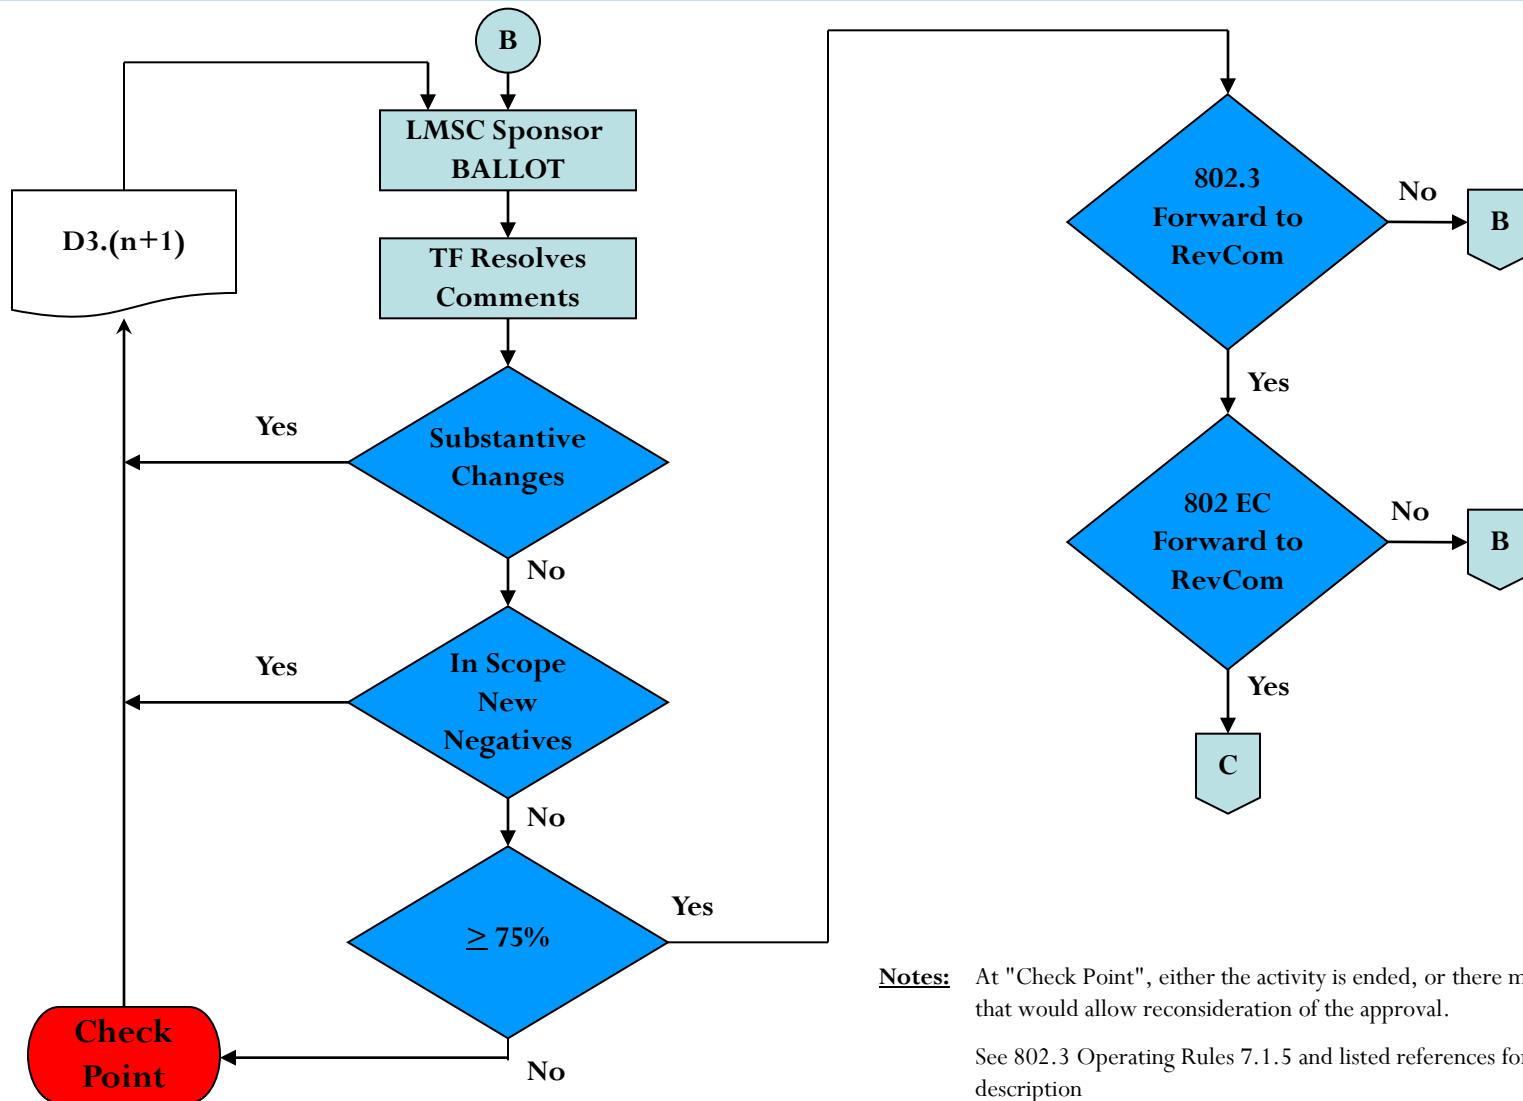 B
LMSC Sponsor
BALLOT
D3.(n+1)
TF Resolves
Comments
Yes
Substantive
Changes
No
Yes
In Scope
New
Negatives
No
≥ 75%
Yes
No
Check
Point
802.3
Forward to
RevCom
No
B
Yes
802 EC
Forward to
RevCom
No
B
Yes
C
Notes: At "Check Point", either the activity is ended, or there m
that would allow reconsideration of the approval.
See 802.3 Operating Rules 7.1.5 and listed references for
description